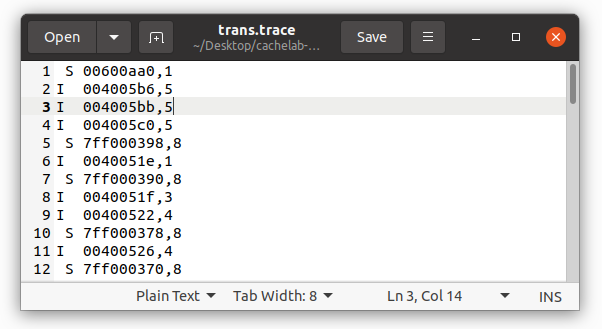 Open
trans.trace
~/Desktop/cachelab-...
Save
1  S 00600aa0,1
2 I  004005b6,5
3 I  004005bb,5
4 I  004005c0,5
5  S 7ff000398,8
6 I  0040051e,1
7  S 7ff000390,8
8 I  0040051f,3
9 I  00400522,4
10  S 7ff000378,8
11 I  00400526,4
12  S 7ff000370,8
Plain Text Tab Width: 8 Ln 3, Col 14 INS